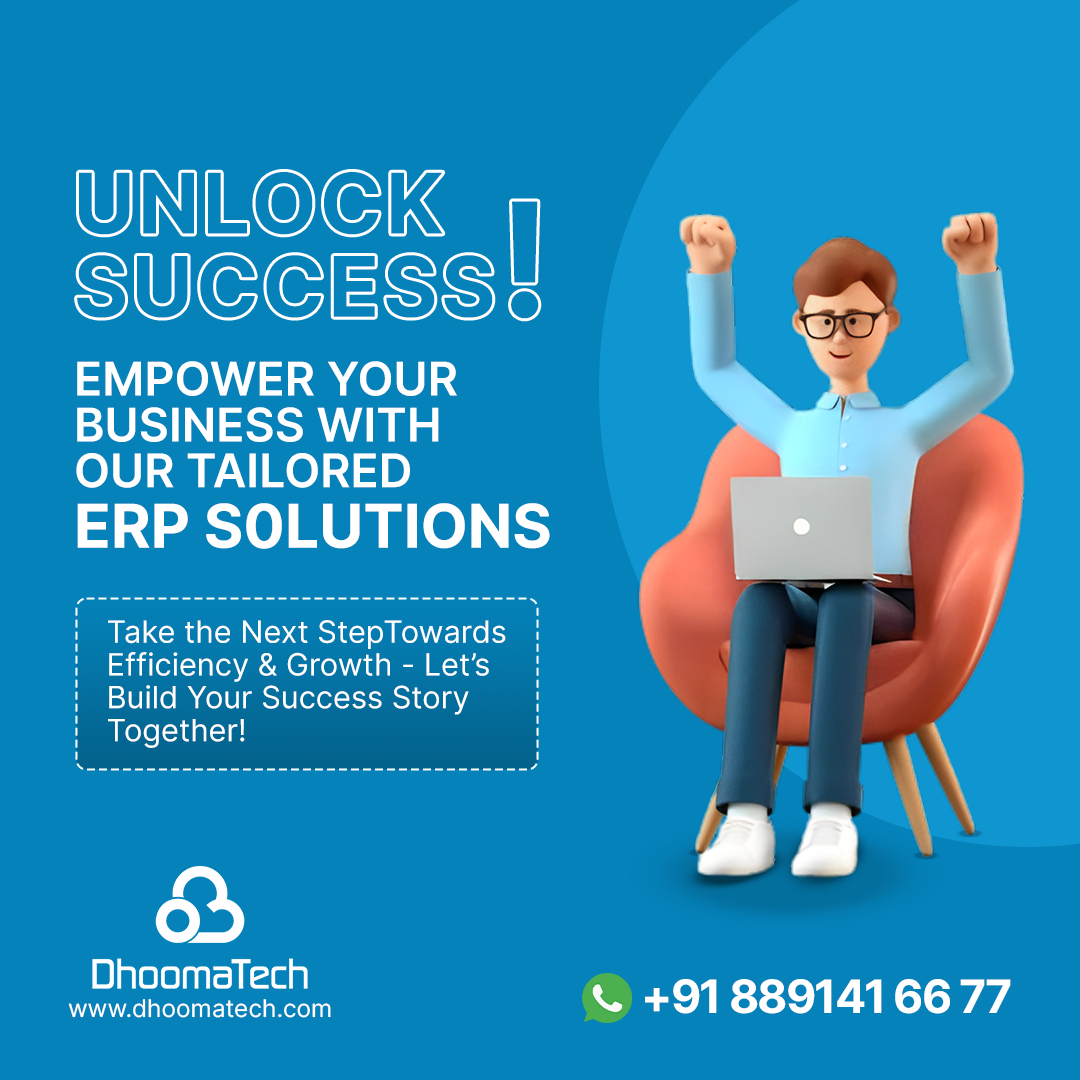 UNLOCK
SUCCESS!
EMPOWER YOUR
BUSINESS WITH
OUR TAILORED
ERP S0LUTIONS
Take the Next StepTowards
Efficiency & Growth - Let’s
Build Your Success Story
Together!
DhoomaTech
www.dhoomatech.com
+91 889141 66 77